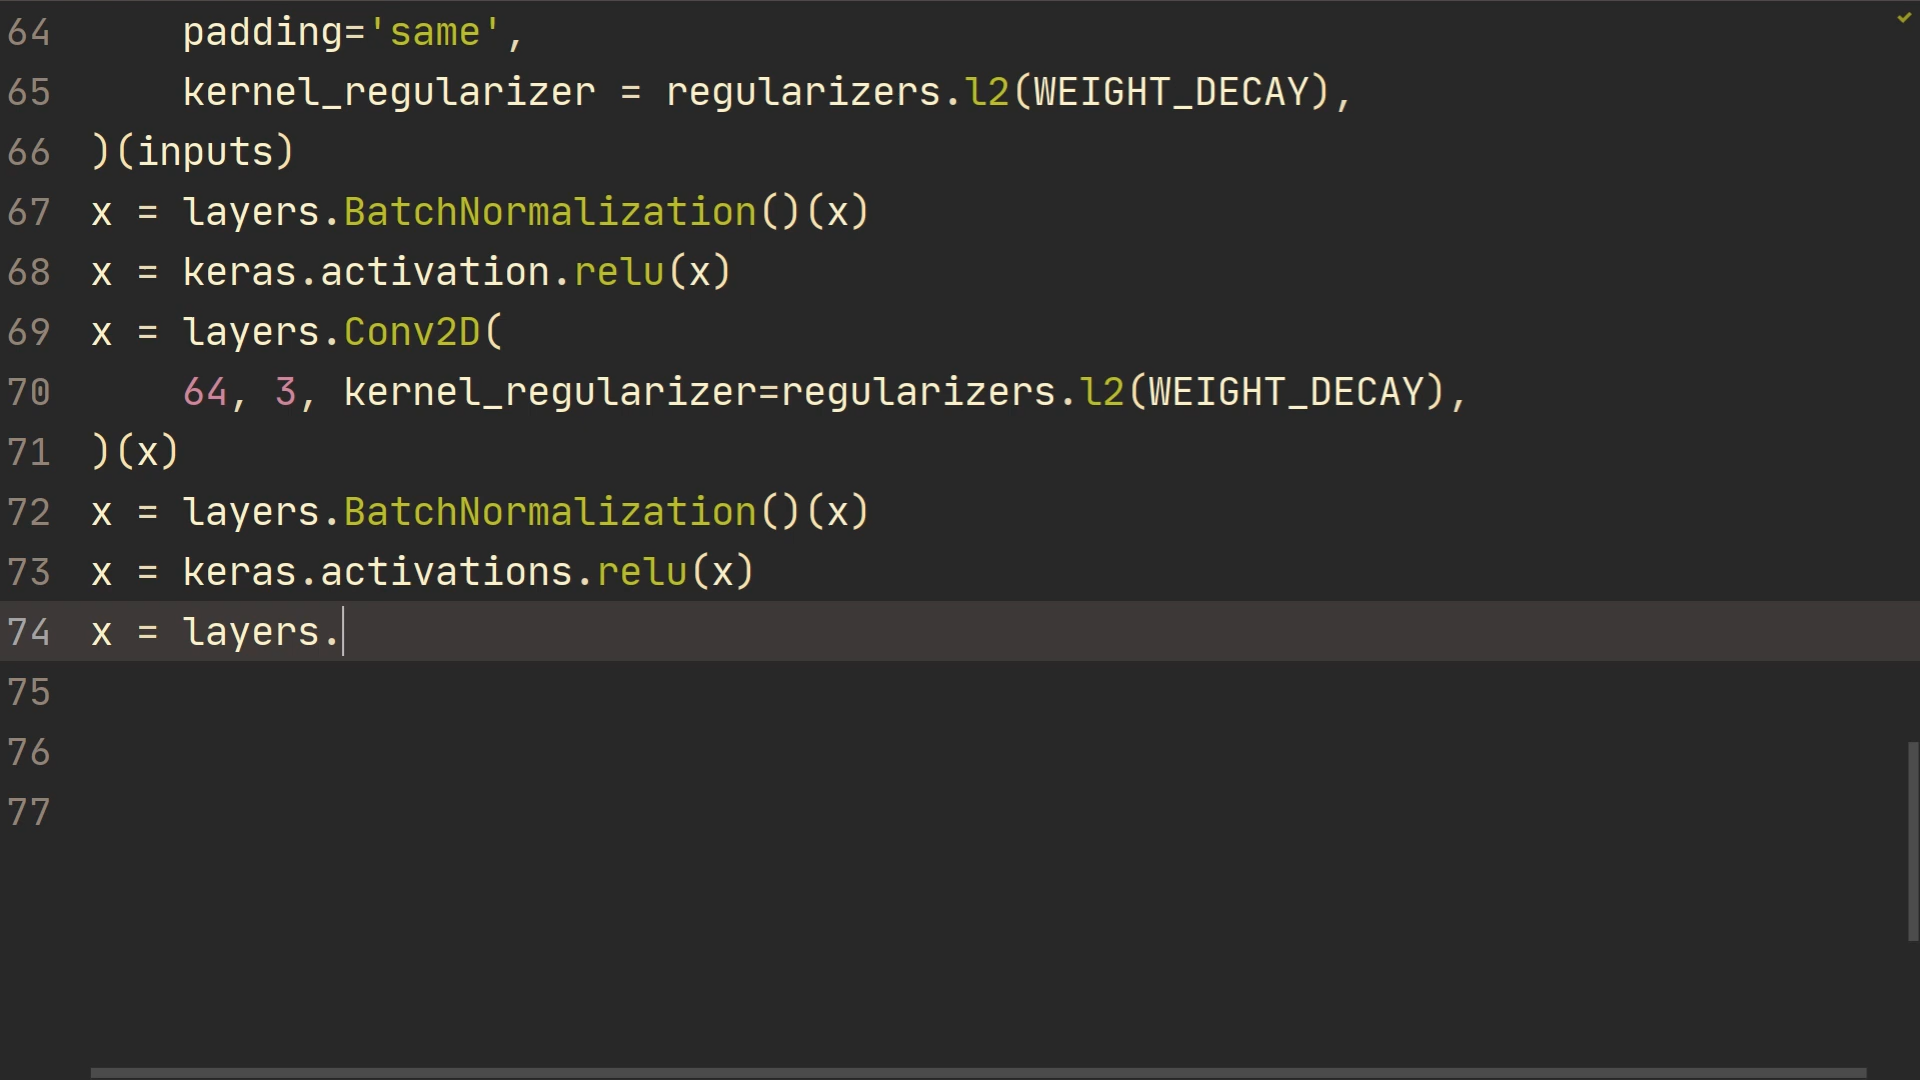 64 padding='same',
65 kernel_regularizer = regularizers.l2(WEIGHT_DECAY),
66 )(inputs)
67 x = layers.BatchNormalization()(x)
68 x = keras.activation.relu(x)
69 x = layers.Conv2D(
70 64, 3, kernel_regularizer=regularizers.l2(WEIGHT_DECAY),
71 )(x)
72 x = layers.BatchNormalization()(x)
73 x = keras.activations.relu(x)
74 x = layers.
75
76
77